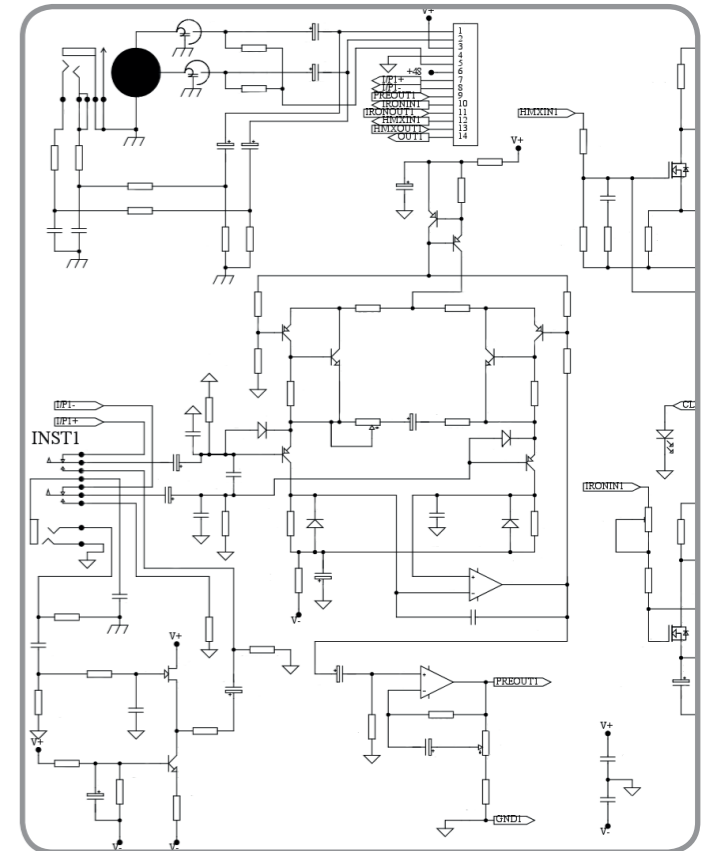 V+
1
2
3
4
5
+48 6
I/P1+ 7
I/P1- 8
PREOUT1 9
IRONIN1 10
IRONOUT1 11
HMXIN1 12
HMXOUT1 13
OUT1 14
HMXIN1
V+
I/P1-
I/P1+
INST1
CL
IRONIN1
V-
V+
PREOUT1
V+
V+
GND1
V-
V-
V-